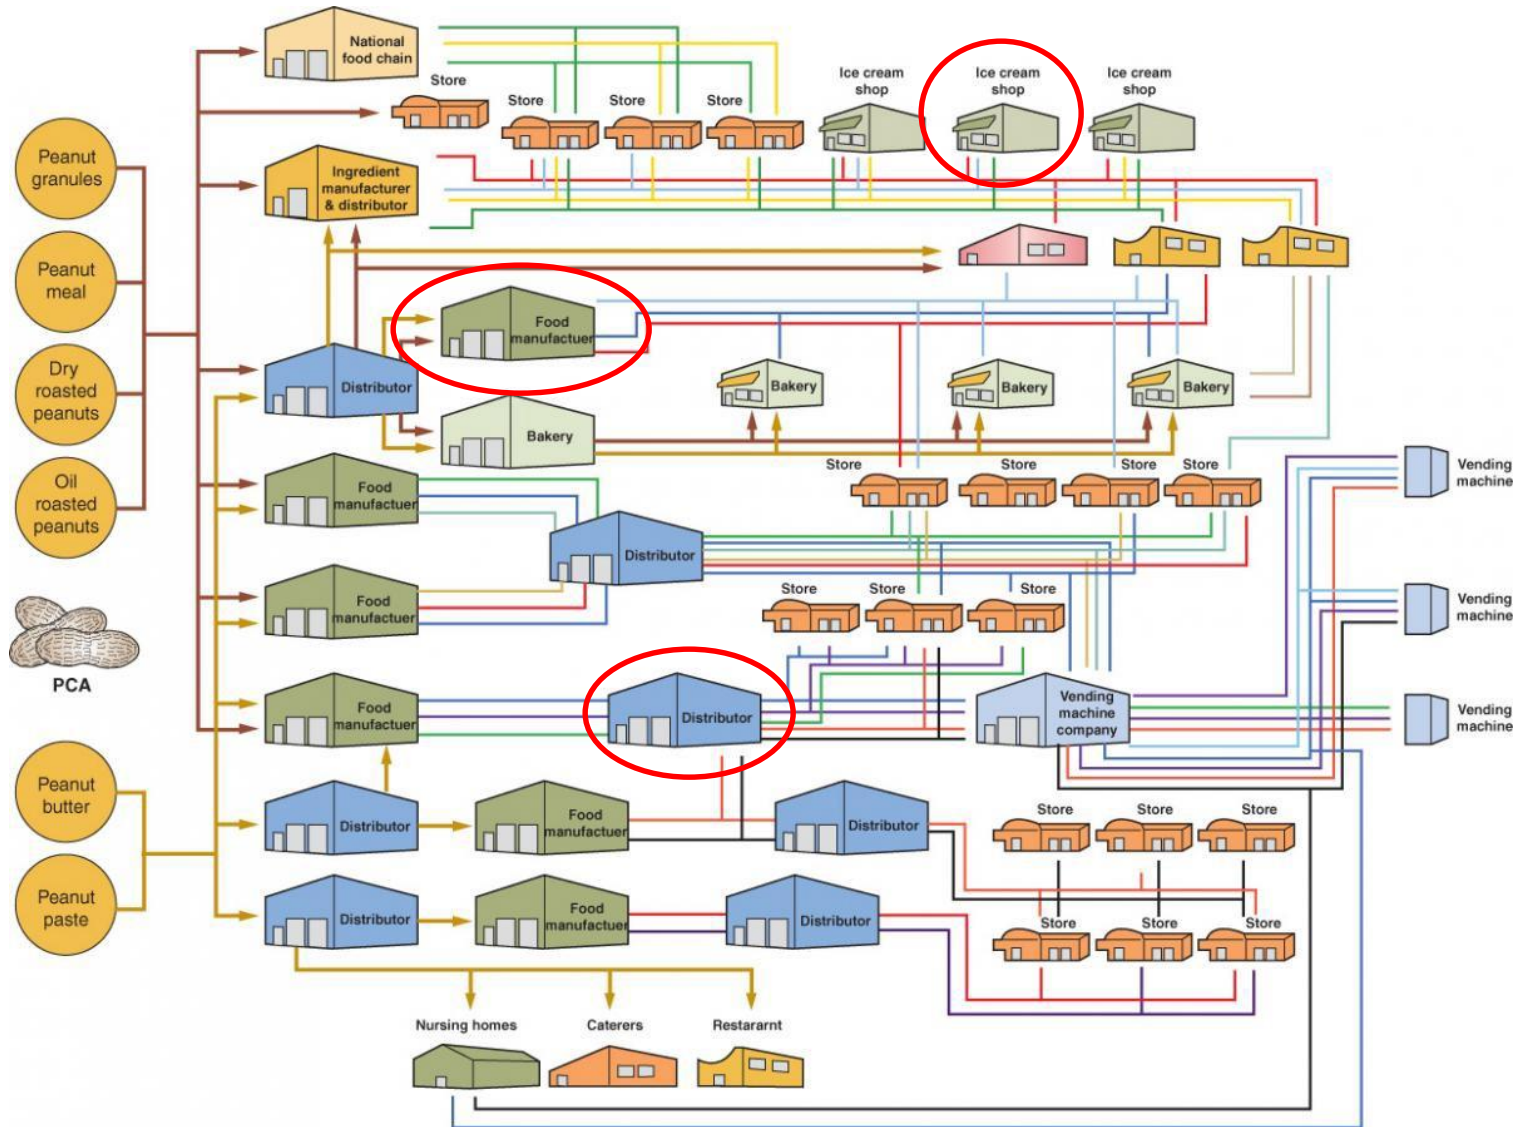 National
food chain
Store
Store
Store
Store
Ice cream
shop
Ice cream
shop
Ice cream
shop
Peanut
granules
Ingredient
manufacturer
& distributor
Peanut
meal
Food
manufactuer
Dry
roasted
peanuts
Distributor
Bakery
Bakery
Bakery
Bakery
Oil
roasted
peanuts
Food
manufactuer
Store
Store
Store
Store
Vending
machine
Distributor
Food
manufactuer
Store
Store
Store
Vending
machine
PCA
Food
manufactuer
Distributor
Vending
machine
company
Vending
machine
Peanut
butter
Distributor
Food
manufactuer
Distributor
Store
Store
Store
Peanut
paste
Distributor
Food
manufactuer
Distributor
Store
Store
Store
Nursing homes
Caterers
Restararnt